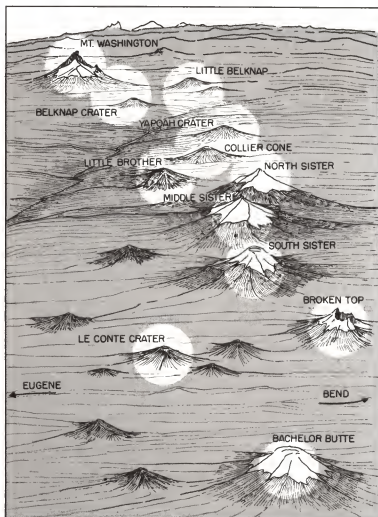 MT. WASHINGTON
LITTLE BELKNAP
BELKNAP CRATER
YAPOAH CRATER
COLLIER CONE
LITTLE BROTHER
NORTH SISTER
MIDDLE SISTER
SOUTH SISTER
BROKEN TOP
LE CONTE CRATER
EUGENE
BEND
BACHELOR BUTTE